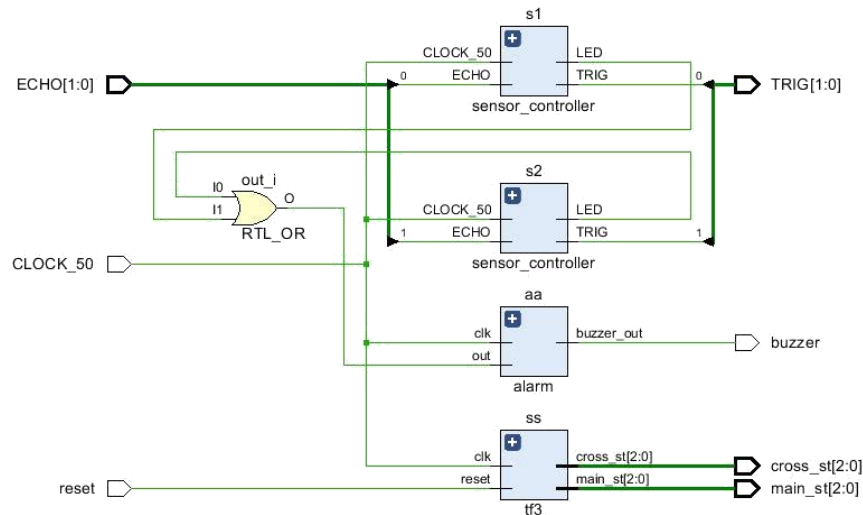 s1
CLOCK_50 LED
ECHO[1:0] 0 ECHO TRIG 0 TRIG[1:0]
sensor_controller
out_i s2
I0 O
I1 CLOCK_50 LED
RTL_OR 1 ECHO TRIG 1
CLOCK_50 sensor_controller
aa
clk buzzer_out buzzer
out
alarm
ss
clk cross_st[2:0] cross_st[2:0]
reset reset main_st[2:0] main_st[2:0]
tf3